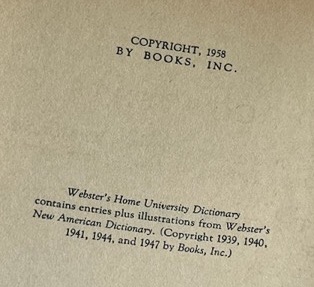 COPYRIGHT, 1958
BY BOOKS, INC.
Webster's Home University Dictionary
contains entries plus illustrations from Webster's
New American Dictionary. (Copyright 1939, 1940,
1941, 1944, and 1947 by Books, Inc.)